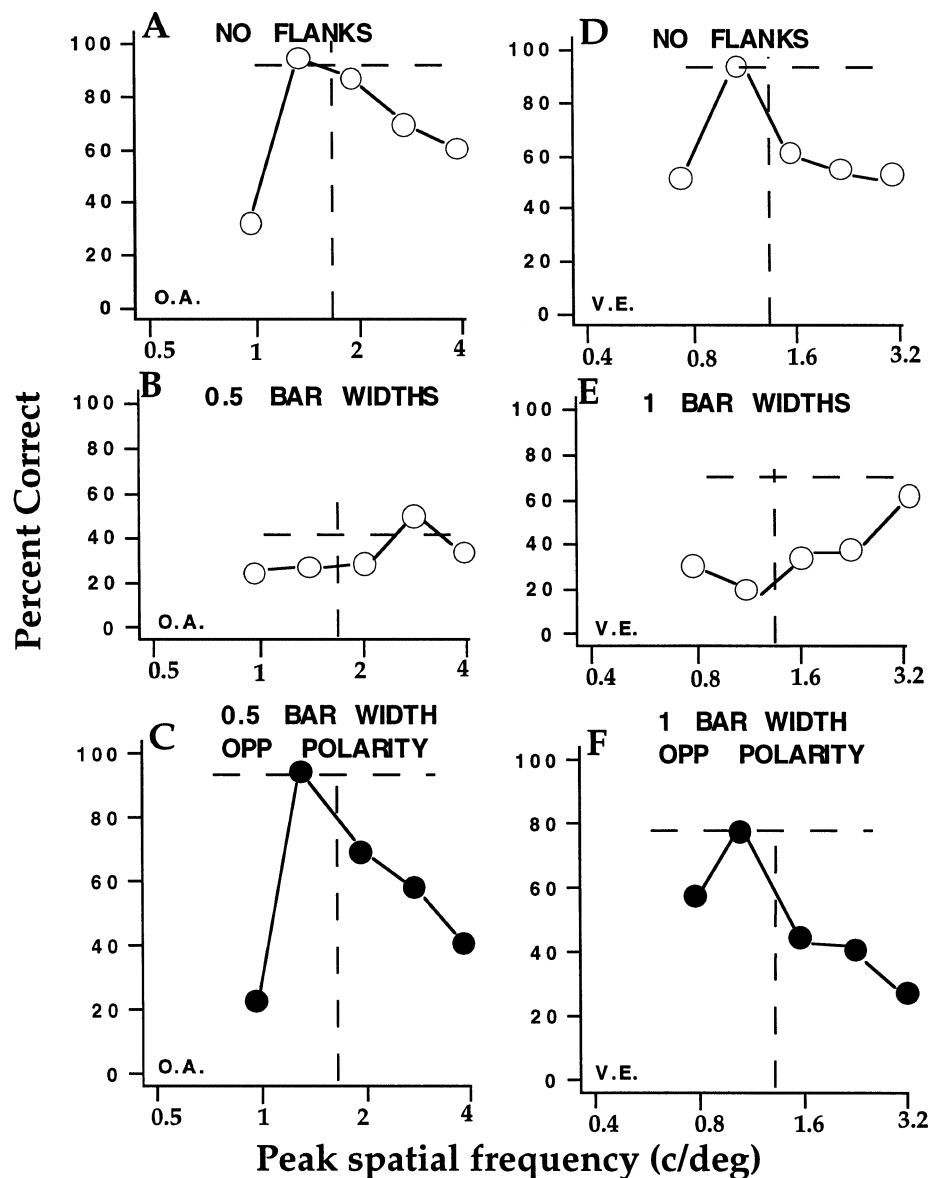 A
NO FLANKS
100
80
60
40
20
0
O.A.
0.5 1 2 4
D
NO FLANKS
100
80
60
40
20
0
V.E.
0.4 0.8 1.6 3.2
B
0.5 BAR WIDTHS
100
80
60
40
20
0
O.A.
0.5 1 2 4
E
1 BAR WIDTHS
100
80
60
40
20
0
V.E.
0.4 0.8 1.6 3.2
C
0.5 BAR WIDTH
OPP POLARITY
100
80
60
40
20
0
O.A.
0.5 1 2 4
F
1 BAR WIDTH
OPP POLARITY
100
80
60
40
20
0
V.E.
0.4 0.8 1.6 3.2
Percent Correct
Peak spatial frequency (c/deg)